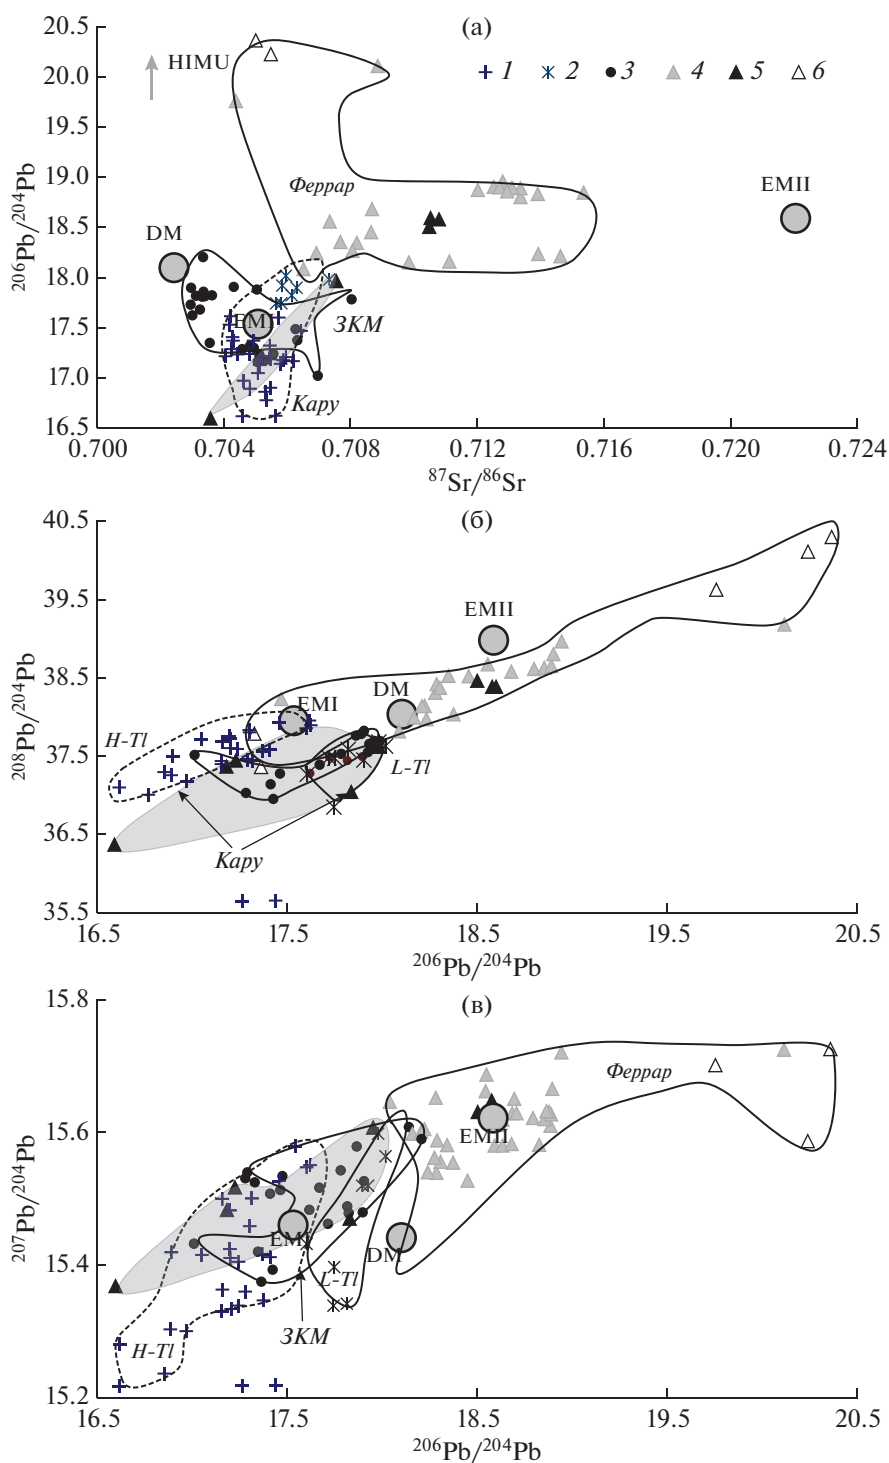 (а)
20.5
20.0
19.5
19.0
18.5
18.0
17.5
17.0
16.5
²⁰⁶Pb/²⁰⁴Pb
HIMU
1 2 3 4 5 6
Феррар
EMII
DM
EMI
ЗКМ
Кару
0.700 0.704 0.708 0.712 0.716 0.720 0.724
⁸⁷Sr/⁸⁶Sr
(б)
40.5
39.5
38.5
37.5
36.5
35.5
²⁰⁸Pb/²⁰⁴Pb
EMII
EMI
DM
H-Tl
L-Tl
Кару
16.5 17.5 18.5 19.5 20.5
²⁰⁶Pb/²⁰⁴Pb
(в)
15.8
15.6
15.4
15.2
²⁰⁷Pb/²⁰⁴Pb
Феррар
EMII
EMI
DM
L-Tl
ЗКМ
H-Tl
16.5 17.5 18.5 19.5 20.5
²⁰⁶Pb/²⁰⁴Pb